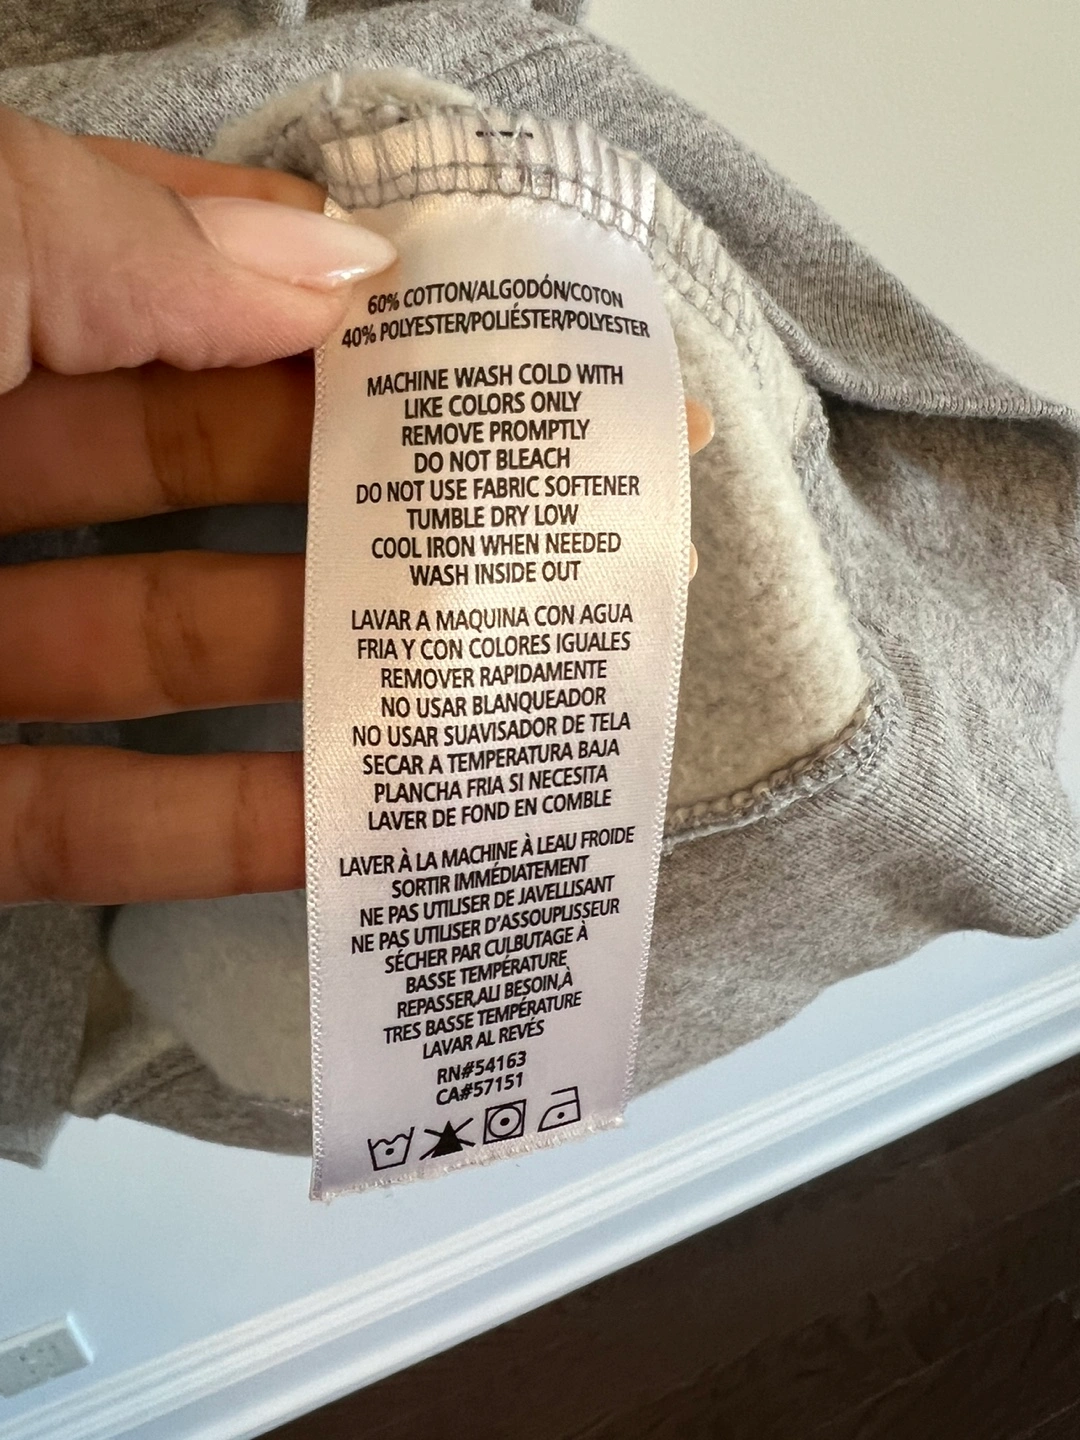 60% COTTON/ALGODÓN/COTON
40% POLYESTER/POLIÉSTER/POLYESTER
MACHINE WASH COLD WITH
LIKE COLORS ONLY
REMOVE PROMPTLY
DO NOT BLEACH
DO NOT USE FABRIC SOFTENER
TUMBLE DRY LOW
COOL IRON WHEN NEEDED
WASH INSIDE OUT
LAVAR A MAQUINA CON AGUA
FRIA Y CON COLORES IGUALES
REMOVER RAPIDAMENTE
NO USAR BLANQUEADOR
NO USAR SUAVISADOR DE TELA
SECAR A TEMPERATURA BAJA
PLANCHA FRIA SI NECESITA
LAVER DE FOND EN COMBLE
LAVER À LA MACHINE À LEAU FROIDE
SORTIR IMMÉDIATEMENT
NE PAS UTILISER DE JAVELLISANT
NE PAS UTILISER D'ASSOUPLISSEUR
SÉCHER PAR CULBUTAGE À
BASSE TEMPÉRATURE
REPASSER,ALI BESOIN,À
TRES BASSE TEMPÉRATURE
LAVAR AL REVÉS
RN#54163
CA#57151